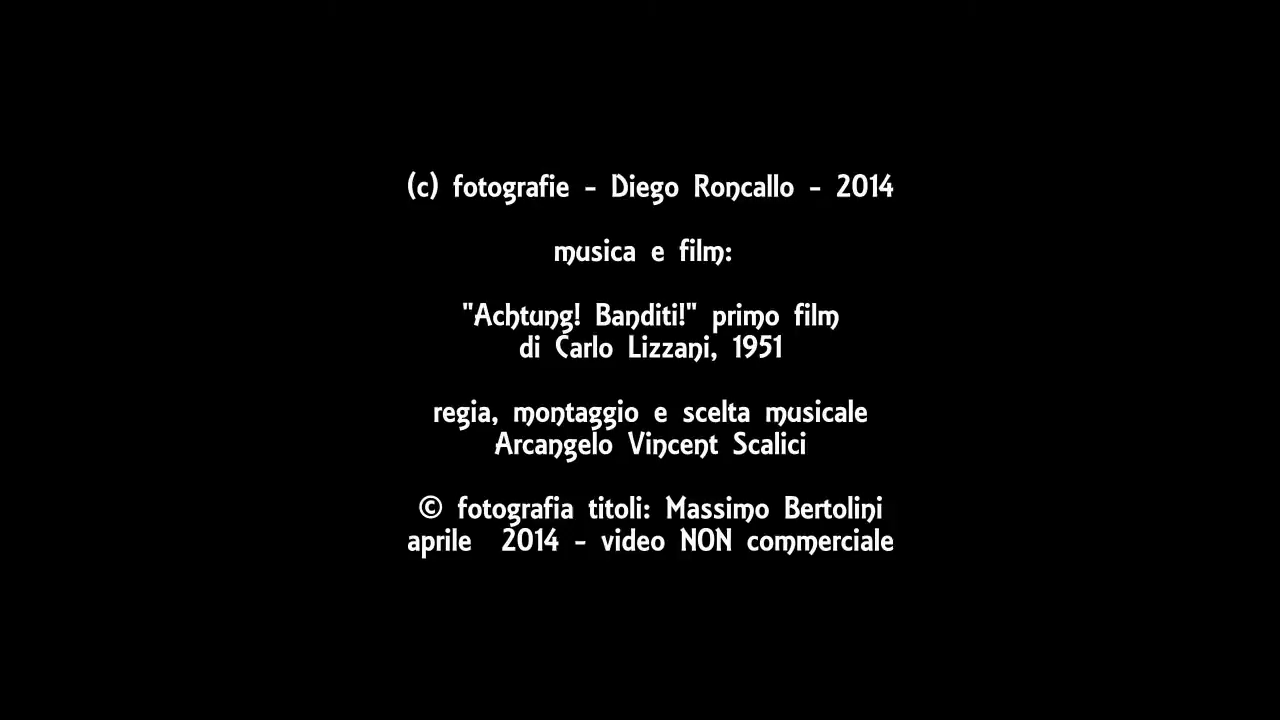 (c) fotografie - Diego Roncallo - 2014
musica e film:
"Achtung! Banditi!" primo film
di Carlo Lizzani, 1951
regia, montaggio e scelta musicale
Arcangelo Vincent Scalici
© fotografia titoli: Massimo Bertolini
aprile 2014 - video NON commerciale